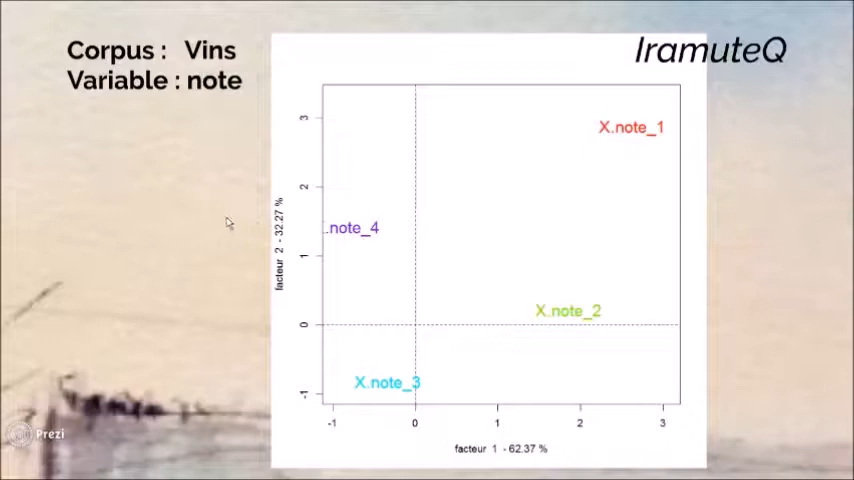 Corpus : Vins
Variable : note
IramuteQ
X.note_1
.note_4
X.note_2
X.note_3
3
2
1
0
-1
facteur 2 - 32.27 %
-1
0
1
2
3
facteur 1 - 62.37 %
Prezi